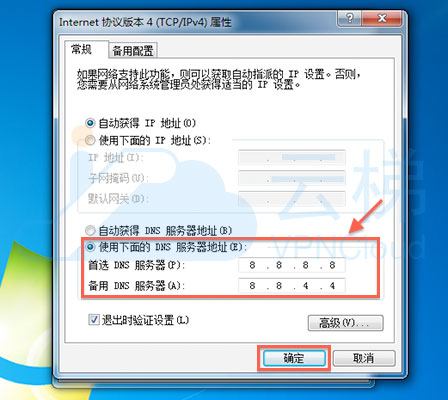 Internet 协议版本 4 (TCP/IPv4) 属性
常规
备用配置
如果网络支持此功能，则可以获取自动指派的 IP 设置。否则，
您需要从网络系统管理员处获得适当的 IP 设置。
自动获得 IP 地址(O)
使用下面的 IP 地址(S):
IP 地址(I):
子网掩码(U):
默认网关(D):
自动获得 DNS 服务器地址(B)
使用下面的 DNS 服务器地址(E):
首选 DNS 服务器(P): 8 . 8 . 8 . 8
备用 DNS 服务器(A): 8 . 8 . 4 . 4
退出时验证设置(L)
高级(V)...
确定
取消
云梯
VPNCloud